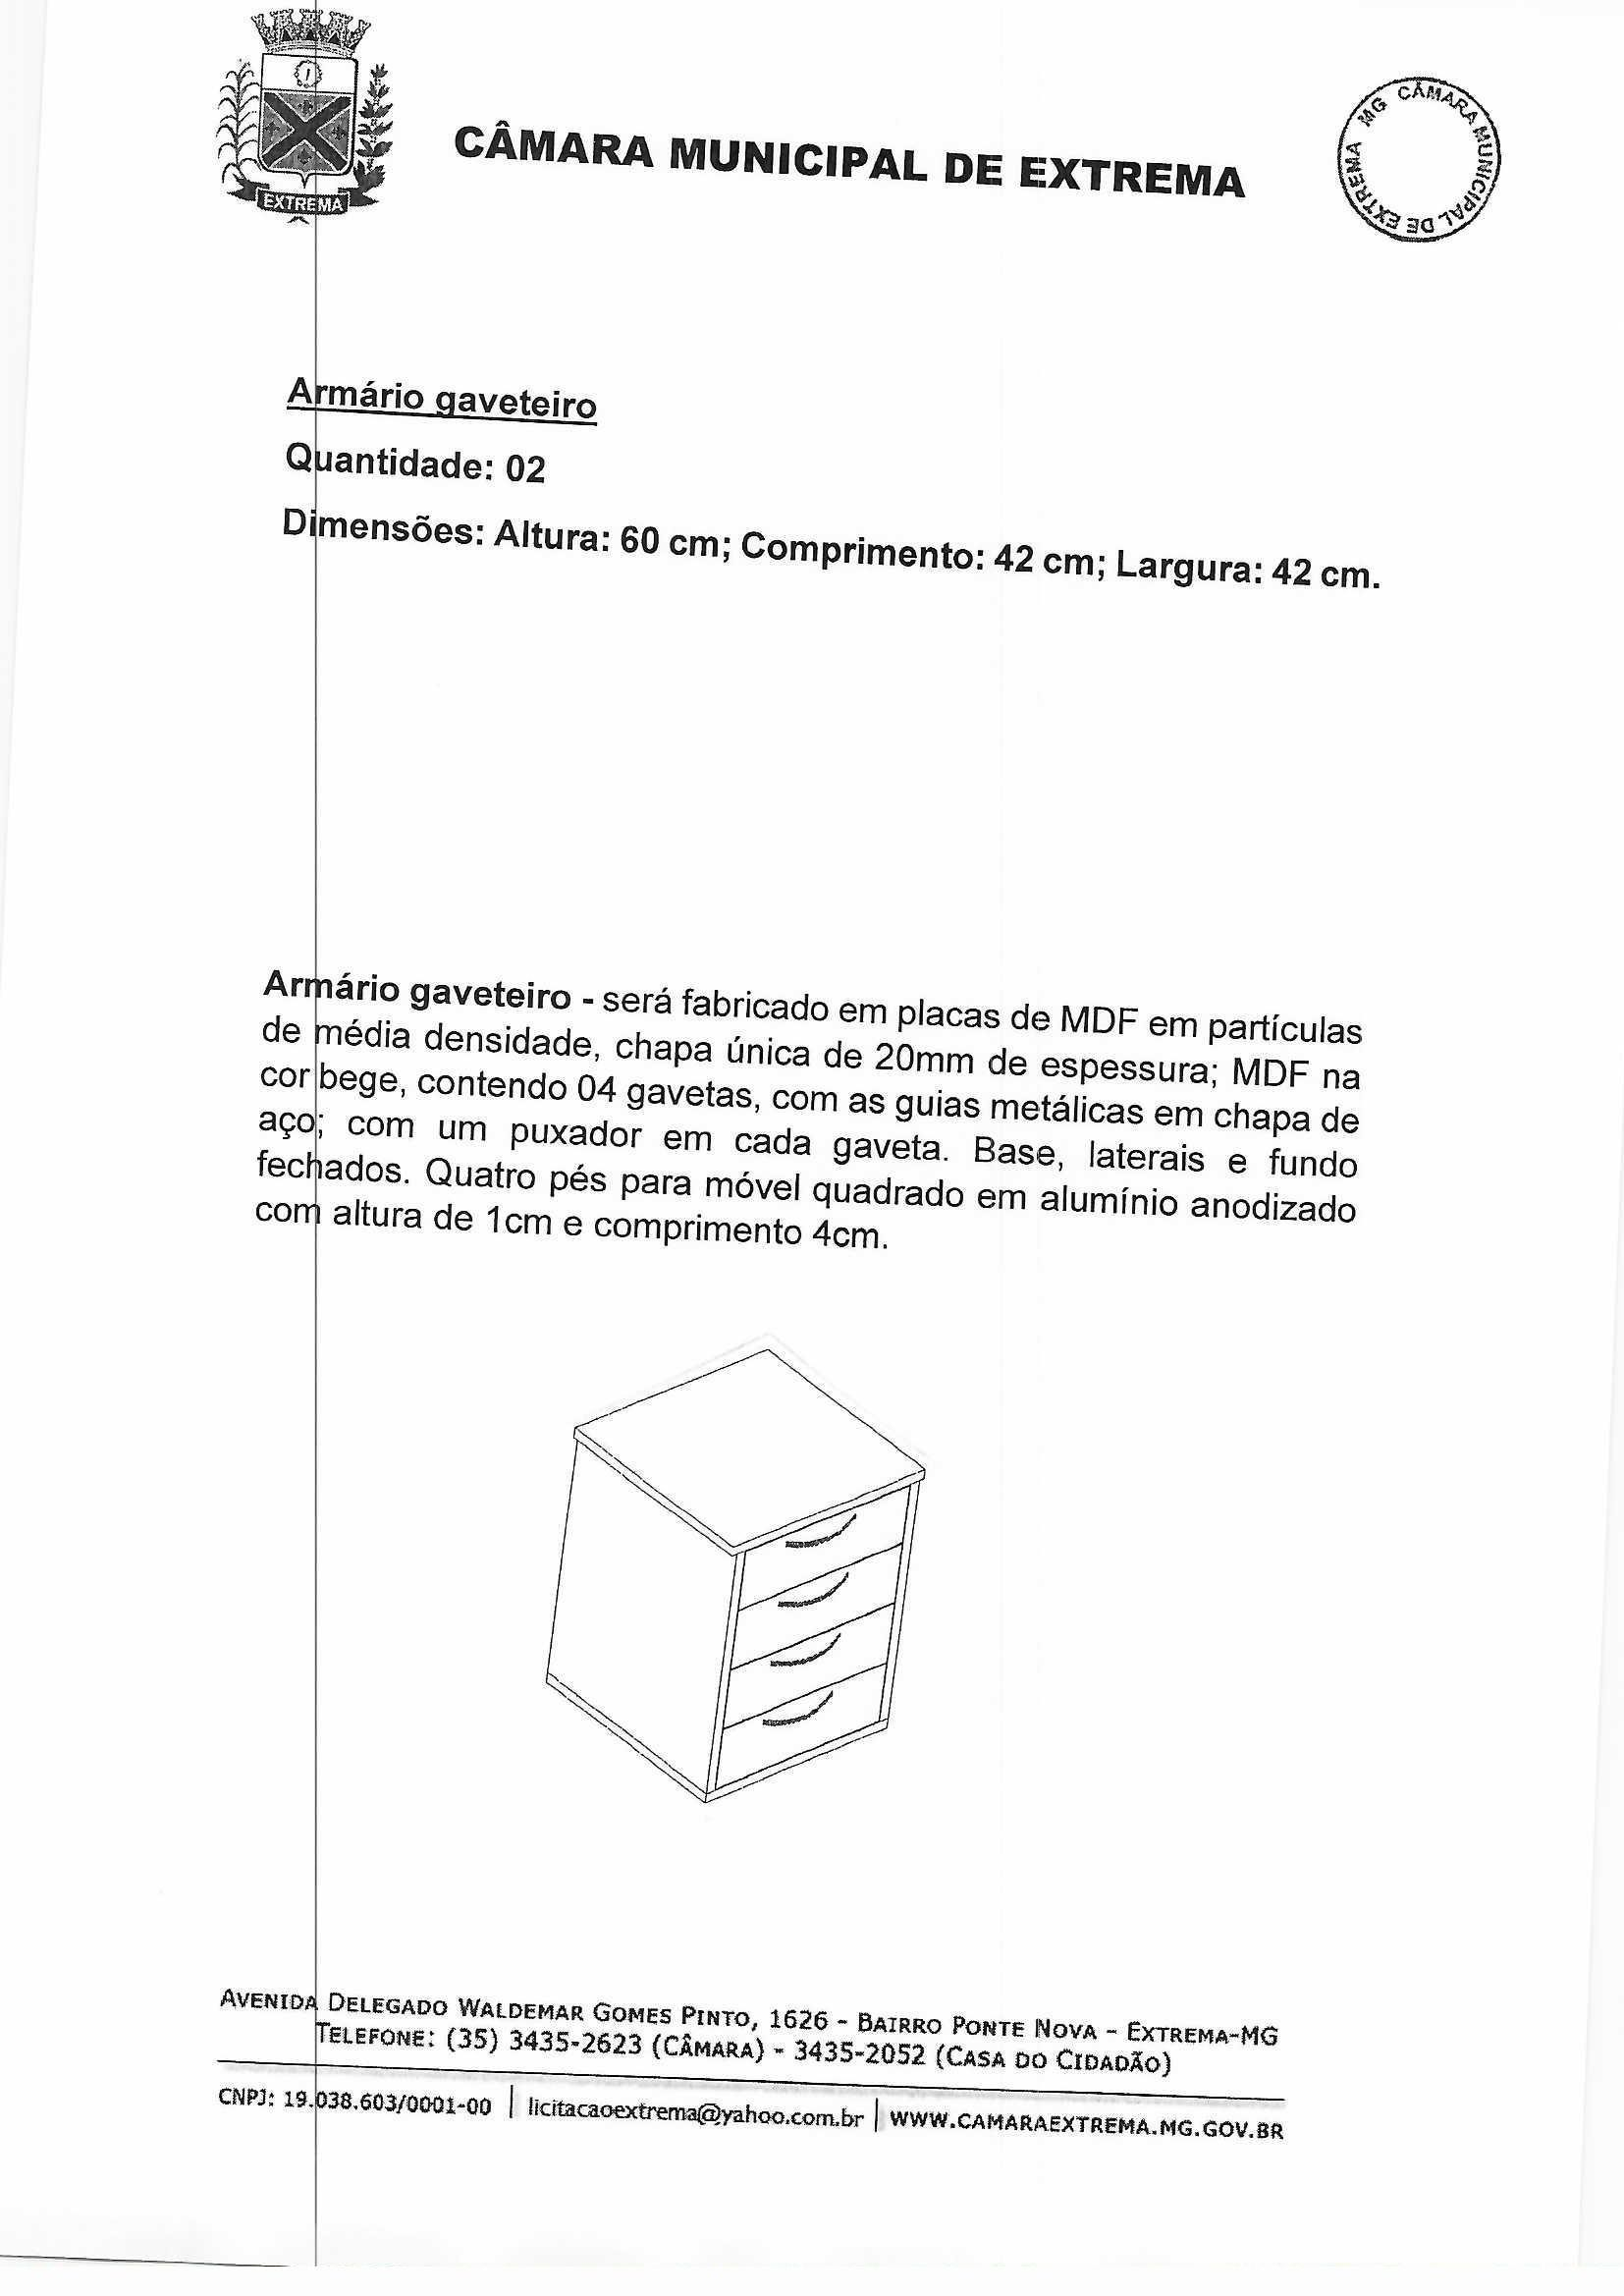 EXTREMA
CÂMARA MUNICIPAL DE EXTREMA
MG CÂMARA MUNICIPAL DE EXTREMA
Armário gaveteiro
Quantidade: 02
Dimensões: Altura: 60 cm; Comprimento: 42 cm; Largura: 42 cm.
Armário gaveteiro - será fabricado em placas de MDF em partículas
de média densidade, chapa única de 20mm de espessura; MDF na
cor bege, contendo 04 gavetas, com as guias metálicas em chapa de
aço; com um puxador em cada gaveta. Base, laterais e fundo
fechados. Quatro pés para móvel quadrado em alumínio anodizado
com altura de 1cm e comprimento 4cm.
AVENIDA DELEGADO WALDEMAR GOMES PINTO, 1626 - BAIRRO PONTE NOVA - EXTREMA-MG
TELEFONE: (35) 3435-2623 (CÂMARA) - 3435-2052 (CASA DO CIDADÃO)
CNPJ: 19.038.603/0001-00 | licitacaoextrema@yahoo.com.br | WWW.CAMARAEXTREMA.MG.GOV.BR